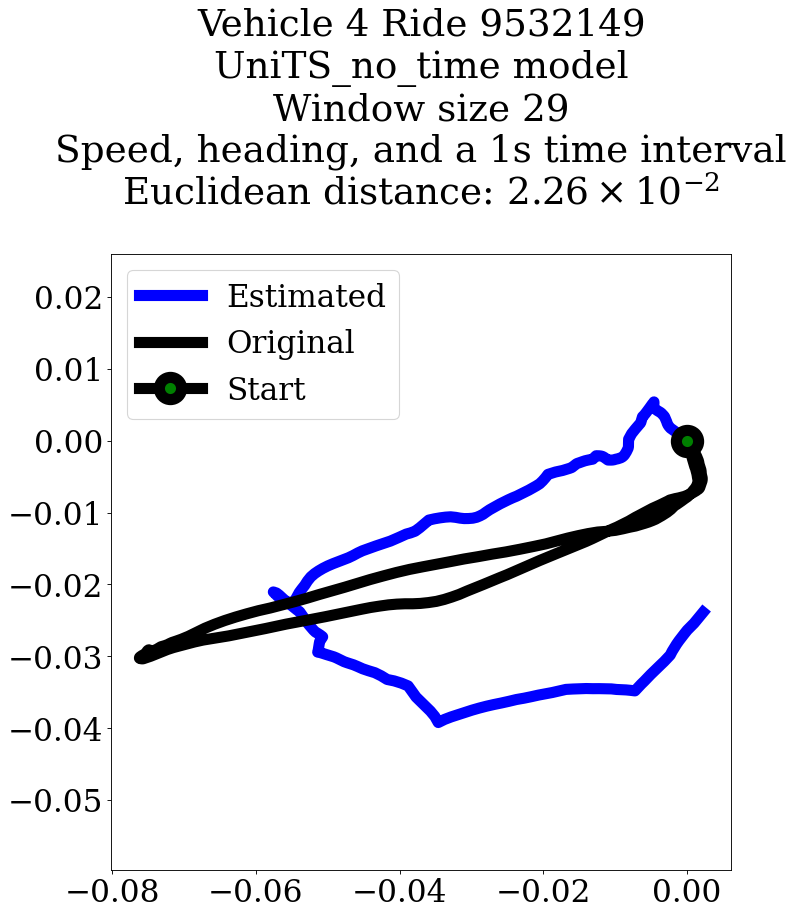 Vehicle 4 Ride 9532149
UniTS_no_time model
Window size 29
Speed, heading, and a 1s time interval
Euclidean distance: 2.26 × 10⁻²
Estimated
Original
Start
0.02
0.01
0.00
−0.01
−0.02
−0.03
−0.04
−0.05
−0.08 −0.06 −0.04 −0.02 0.00